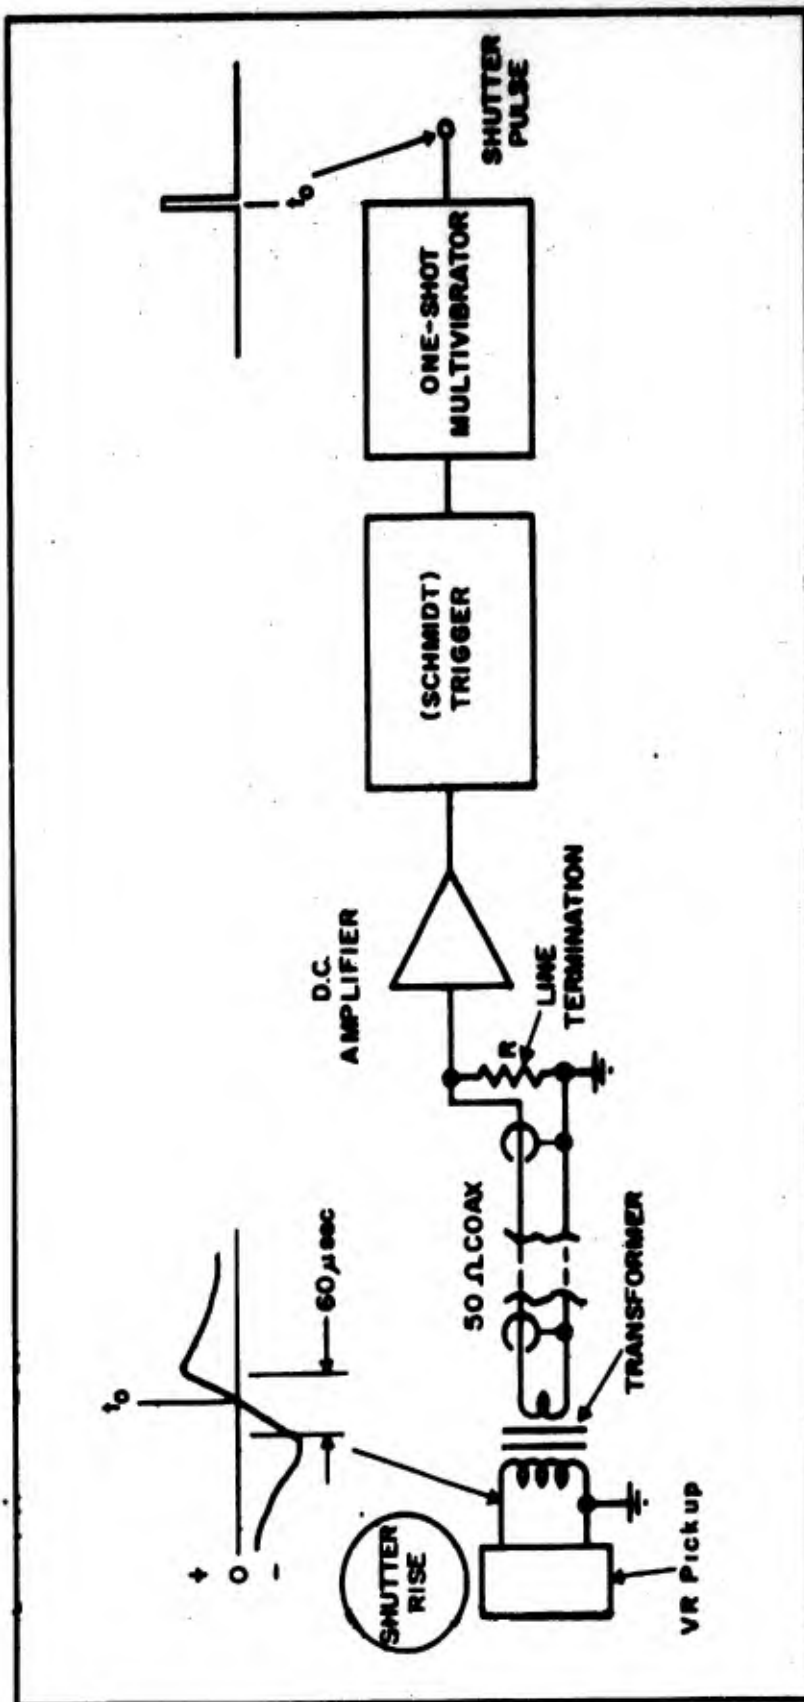 +
0
-
t₀
60 µsec
SHUTTER
RISE
VR Pickup
TRANSFORMER
50 Ω COAX
R
LINE
TERMINATION
D.C.
AMPLIFIER
(SCHMIDT)
TRIGGER
ONE-SHOT
MULTIVIBRATOR
t₀
SHUTTER
PULSE